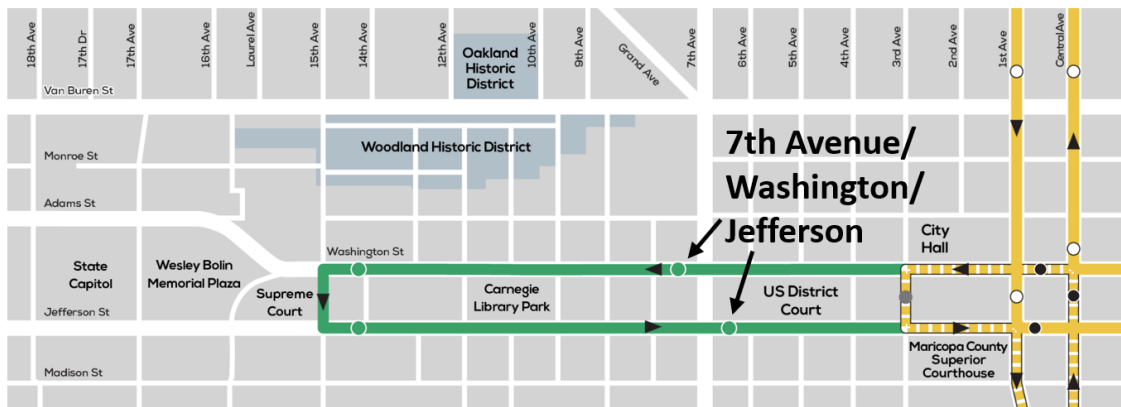 18th Ave
17th Dr
17th Ave
16th Ave
Laurel Ave
15th Ave
14th Ave
12th Ave
10th Ave
9th Ave
Grand Ave
7th Ave
6th Ave
5th Ave
4th Ave
3rd Ave
2nd Ave
1st Ave
Central Ave
Oakland
Historic
District
Van Buren St
Woodland Historic District
Monroe St
Adams St
7th Avenue/
Washington/
Jefferson
City
Hall
Washington St
State
Capitol
Wesley Bolin
Memorial Plaza
Supreme
Court
Carnegie
Library Park
US District
Court
Jefferson St
Maricopa County
Superior
Courthouse
Madison St